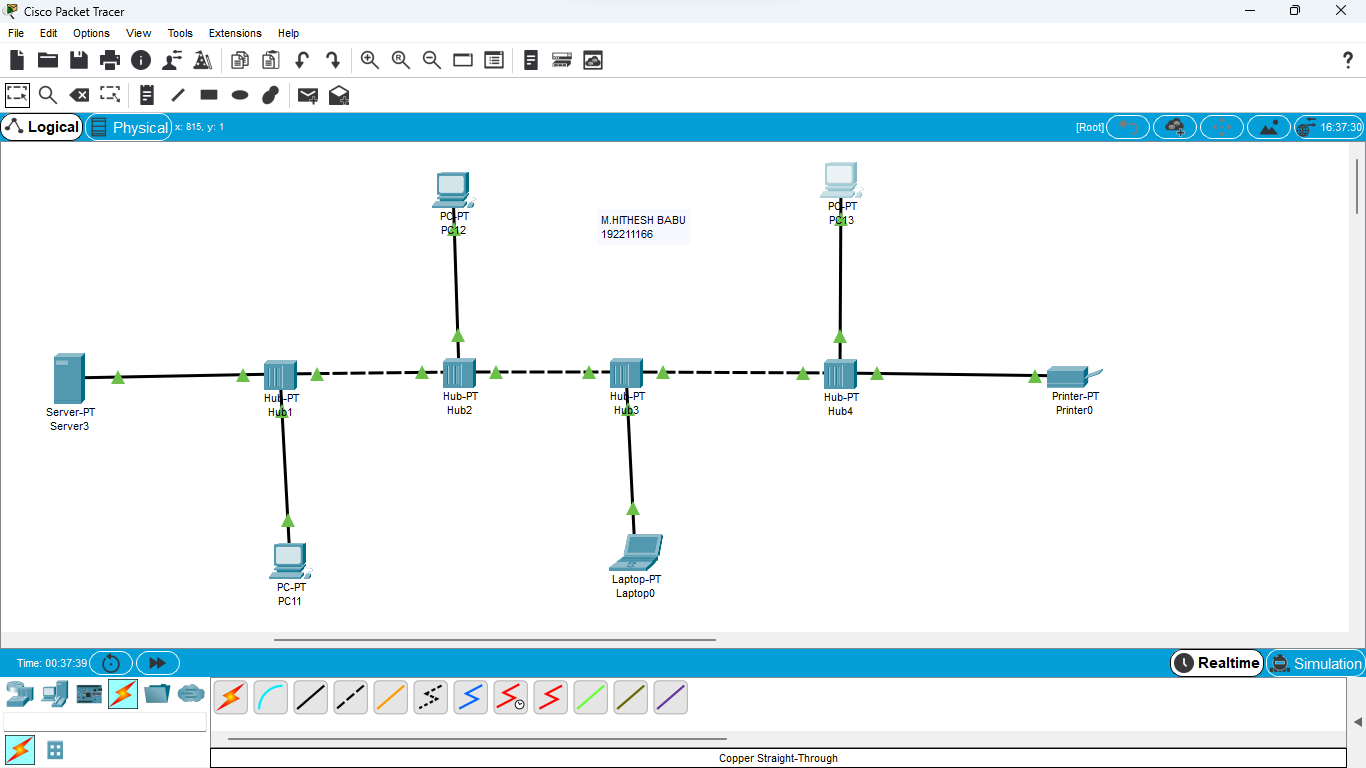 Cisco Packet Tracer
File Edit Options View Tools Extensions Help
Logical Physical x: 815, y: 1 [Root] 16:37:30
PC-PT
PC12
M.HITHESH BABU
192211166
PC-PT
PC13
Server-PT
Server3
Hub-PT
Hub1
Hub-PT
Hub2
Hub-PT
Hub3
Hub-PT
Hub4
Printer-PT
Printer0
PC-PT
PC11
Laptop-PT
Laptop0
Time: 00:37:39 Realtime Simulation
Copper Straight-Through